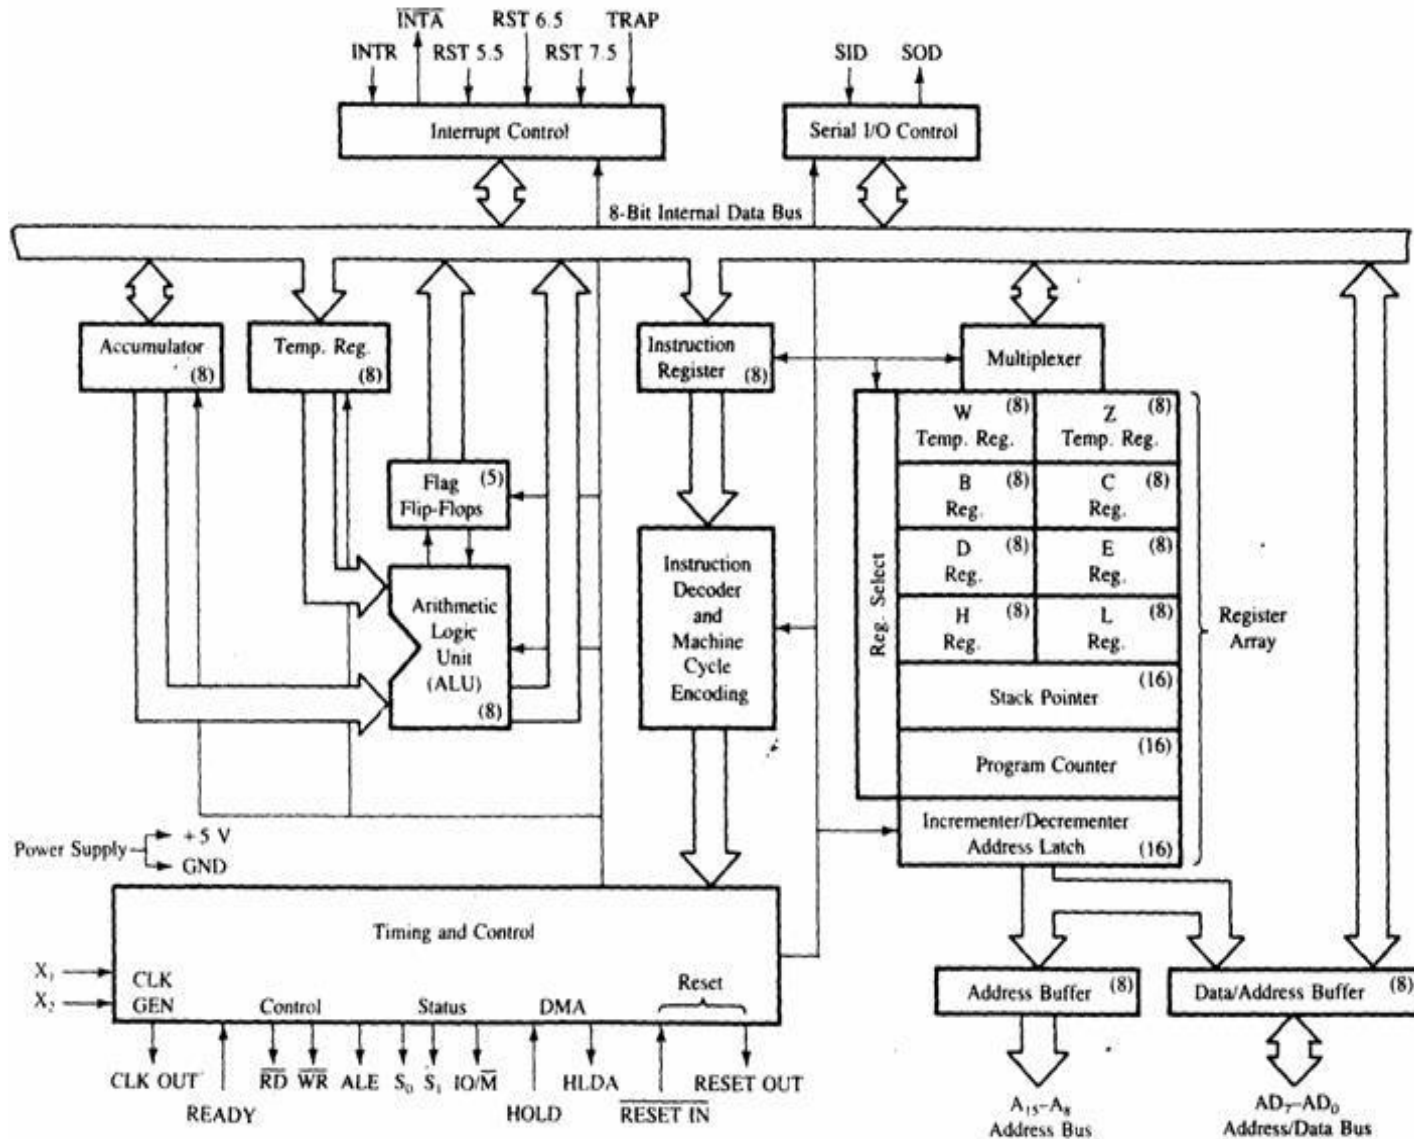 INTA
RST 6.5
TRAP
INTR
RST 5.5
RST 7.5
SID
SOD
Interrupt Control
Serial I/O Control
8-Bit Internal Data Bus
Accumulator
(8)
Temp. Reg.
(8)
Instruction
Register
(8)
Multiplexer
W
(8)
Temp. Reg.
Z
(8)
Temp. Reg.
Flag
(5)
Flip-Flops
B
(8)
Reg.
C
(8)
Reg.
Instruction
Decoder
and
Machine
Cycle
Encoding
D
(8)
Reg.
E
(8)
Reg.
Reg. Select
Arithmetic
Logic
Unit
(ALU)
(8)
H
(8)
Reg.
L
(8)
Reg.
Register
Array
Stack Pointer
(16)
Program Counter
(16)
Incrementer/Decrementer
Address Latch
(16)
Power Supply
+5 V
GND
Timing and Control
X₁
X₂
CLK
GEN
Control
Status
DMA
Reset
Address Buffer
(8)
Data/Address Buffer
(8)
CLK OUT
READY
RD
WR
ALE
S₀
S₁
IO/M
HOLD
HLDA
RESET IN
RESET OUT
A₁₅–A₈
Address Bus
AD₇–AD₀
Address/Data Bus